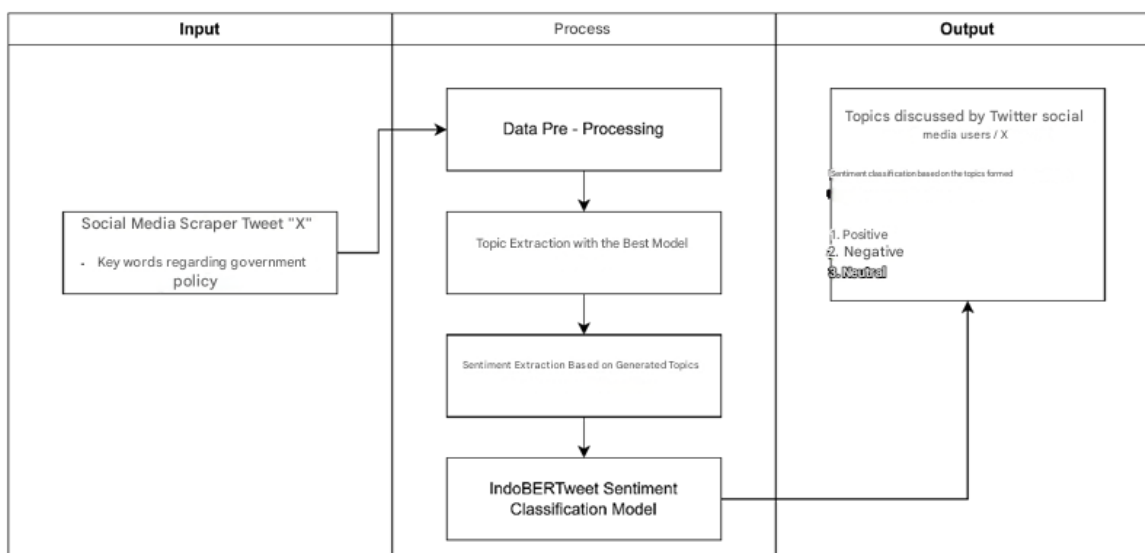 Input
Process
Output
Social Media Scraper Tweet "X"
- Key words regarding government
policy
Data Pre - Processing
Topic Extraction with the Best Model
Sentiment Extraction Based on Generated Topics
IndoBERTweet Sentiment
Classification Model
Topics discussed by Twitter social
media users / X
Sentiment classification based on the topics formed
1. Positive
2. Negative
3. Neutral